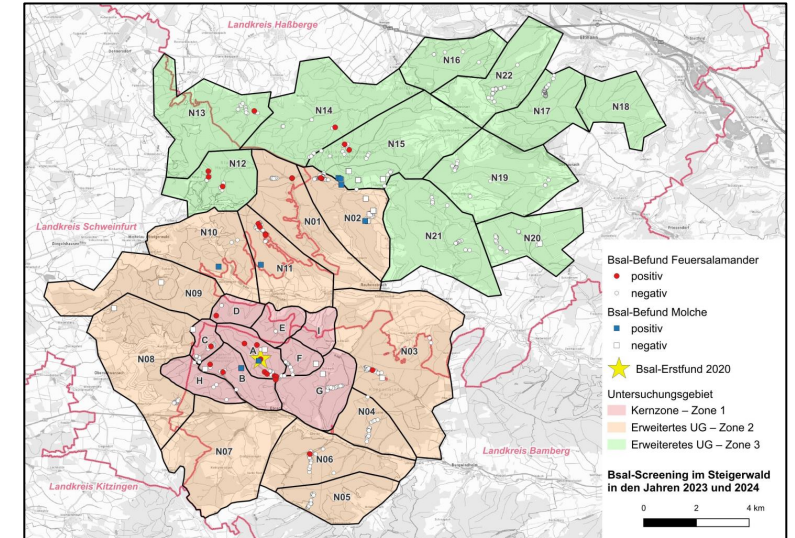 Landkreis Haßberge
N16
N22
N13
N14
N17
N18
N15
N12
N19
N01
N02
Landkreis Schweinfurt
N10
N21
N20
N11
N09
D
E
I
C
A
F
N03
N08
H
B
G
N04
N07
N06
Landkreis Bamberg
Landkreis Kitzingen
N05
Bsal-Befund Feuersalamander
positiv
negativ
Bsal-Befund Molche
positiv
negativ
Bsal-Erstfund 2020
Untersuchungsgebiet
Kernzone – Zone 1
Erweitertes UG – Zone 2
Erweiteretes UG – Zone 3
Bsal-Screening im Steigerwald
in den Jahren 2023 und 2024
0 2 4 km